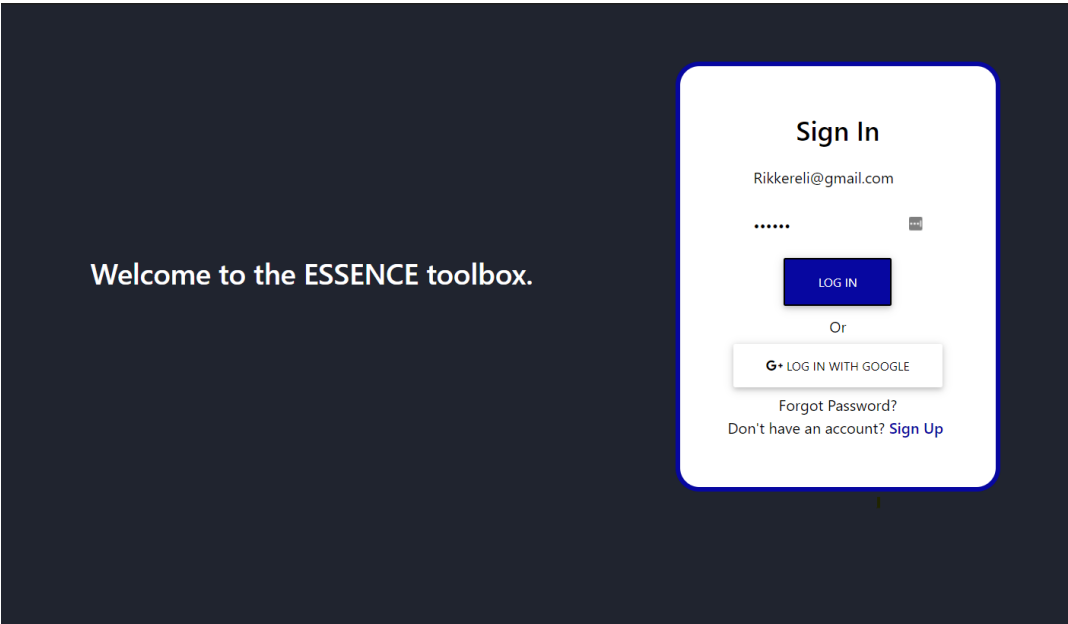 Sign In
Rikkereli@gmail.com
••••••
Welcome to the ESSENCE toolbox.
LOG IN
Or
G+ LOG IN WITH GOOGLE
Forgot Password?
Don't have an account? Sign Up